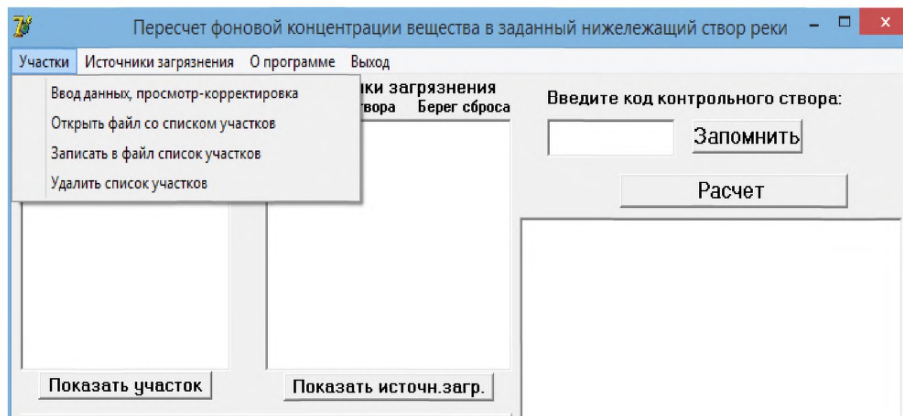 Пересчет фоновой концентрации вещества в заданный нижележащий створ реки
Участки Источники загрязнения О программе Выход
Ввод данных, просмотр-корректировка
Открыть файл со списком участков
Записать в файл список участков
Удалить список участков
загрязнения
Берег сброса
Введите код контрольного створа:
Запомнить
Расчет
Показать участок
Показать источн.загр.